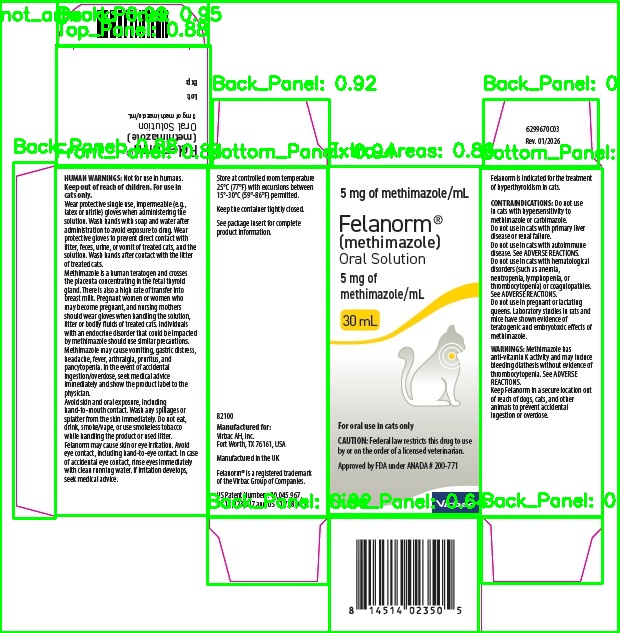 not_a
0.95
Top_Panel: 0.88
Exp:
Lot:
5 mg of methimazole/mL
Oral Solution
(methimazole)
Back_Panel: 0.92
Back_Panel: 0
6299670C03
Rev. 01/2026
Bottom_Panel:
HUMAN WARNINGS: Not for use in humans.
Keep out of reach of children. For use in
cats only.
Wear protective single use, impermeable (e.g.,
latex or nitrile) gloves when administering the
solution. Wash hands with soap and water after
administration to avoid exposure to drug. Wear
protective gloves to prevent direct contact with
litter, feces, urine, or vomit of treated cats, and the
solution. Wash hands after contact with the litter
of treated cats.
Methimazole is a human teratogen and crosses
the placenta concentrating in the fetal thyroid
gland. There is also a high rate of transfer into
breast milk. Pregnant women or women who
may become pregnant, and nursing mothers
should wear gloves when handling the solution,
litter or bodily fluids of treated cats. Individuals
with an endocrine disorder that could be impacted
by methimazole should use similar precautions.
Methimazole may cause vomiting, gastric distress,
headache, fever, arthralgia, pruritus, and
pancytopenia. In the event of accidental
ingestion/overdose, seek medical advice
immediately and show the product label to the
physician.
Avoid skin and oral exposure, including
hand-to-mouth contact. Wash any spillages or
splatter from the skin immediately. Do not eat,
drink, smoke/vape, or use smokeless tobacco
while handling the product or used litter.
Felanorm may cause skin or eye irritation. Avoid
eye contact, including hand-to-eye contact. In case
of accidental eye contact, rinse eyes immediately
with clean running water. If irritation develops,
seek medical advice.
Store at controlled room temperature
25°C (77°F) with excursions between
15°-30°C (59°-86°F) permitted.
Keep the container tightly closed.
See package insert for complete
product information.
82100
Manufactured for:
Virbac AH, Inc.
Fort Worth, TX 76161, USA
Manufactured in the UK
Felanorm® is a registered trademark
of the Virbac Group of Companies.
5 mg of methimazole/mL
Felanorm®
(methimazole)
Oral Solution
5 mg of
methimazole/mL
30 mL
For oral use in cats only
CAUTION: Federal law restricts this drug to use
by or on the order of a licensed veterinarian.
Approved by FDA under ANADA # 200-771
Felanorm is indicated for the treatment
of hyperthyroidism in cats.
CONTRAINDICATIONS: Do not use
in cats with hypersensitivity to
methimazole or carbimazole.
Do not use in cats with primary liver
disease or renal failure.
Do not use in cats with autoimmune
disease. See ADVERSE REACTIONS.
Do not use in cats with hematological
disorders (such as anemia,
neutropenia, lymphopenia, or
thrombocytopenia) or coagulopathies.
See ADVERSE REACTIONS.
Do not use in pregnant or lactating
queens. Laboratory studies in rats and
mice have shown evidence of
teratogenic and embryotoxic effects of
methimazole.
WARNINGS: Methimazole has
anti-vitamin K activity and may induce
bleeding diathesis without evidence of
thrombocytopenia. See ADVERSE
REACTIONS.
Keep Felanorm in a secure location out
of reach of dogs, cats, and other
animals to prevent accidental
ingestion or overdose.
Back_Panel: 0
8 14514 02350 5